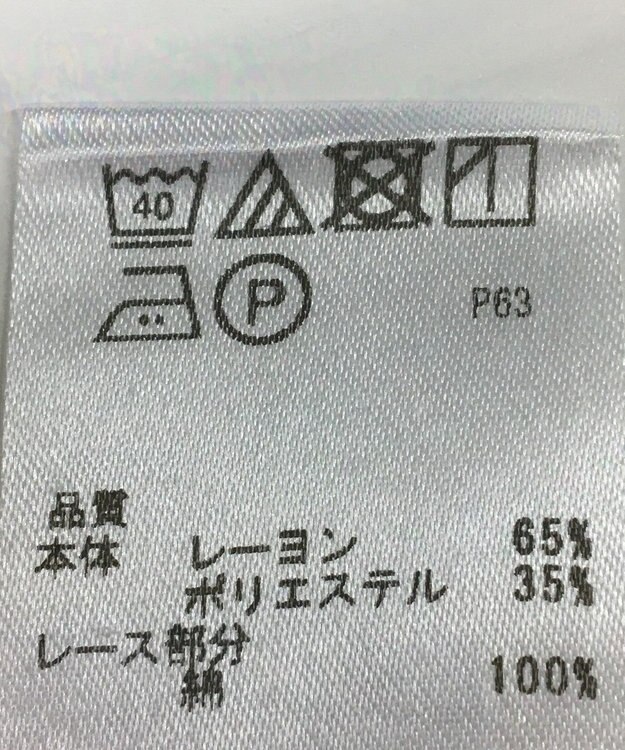 40
P P63
品質
本体 レーヨン 65%
ポリエステル 35%
レース部分
綿 100%